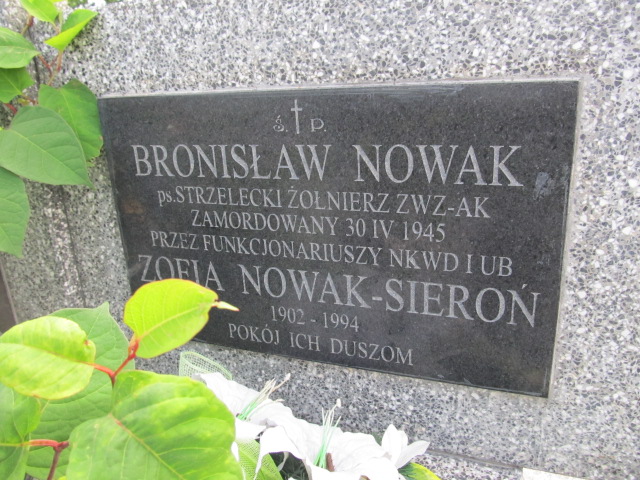 Ś. P.
BRONISŁAW NOWAK
ps. STRZELECKI ŻOŁNIERZ ZWZ-AK
ZAMORDOWANY 30 IV 1945
PRZEZ FUNKCJONARIUSZY NKWD I UB
ZOFIA NOWAK-SIEROŃ
1902 - 1994
POKÓJ ICH DUSZOM